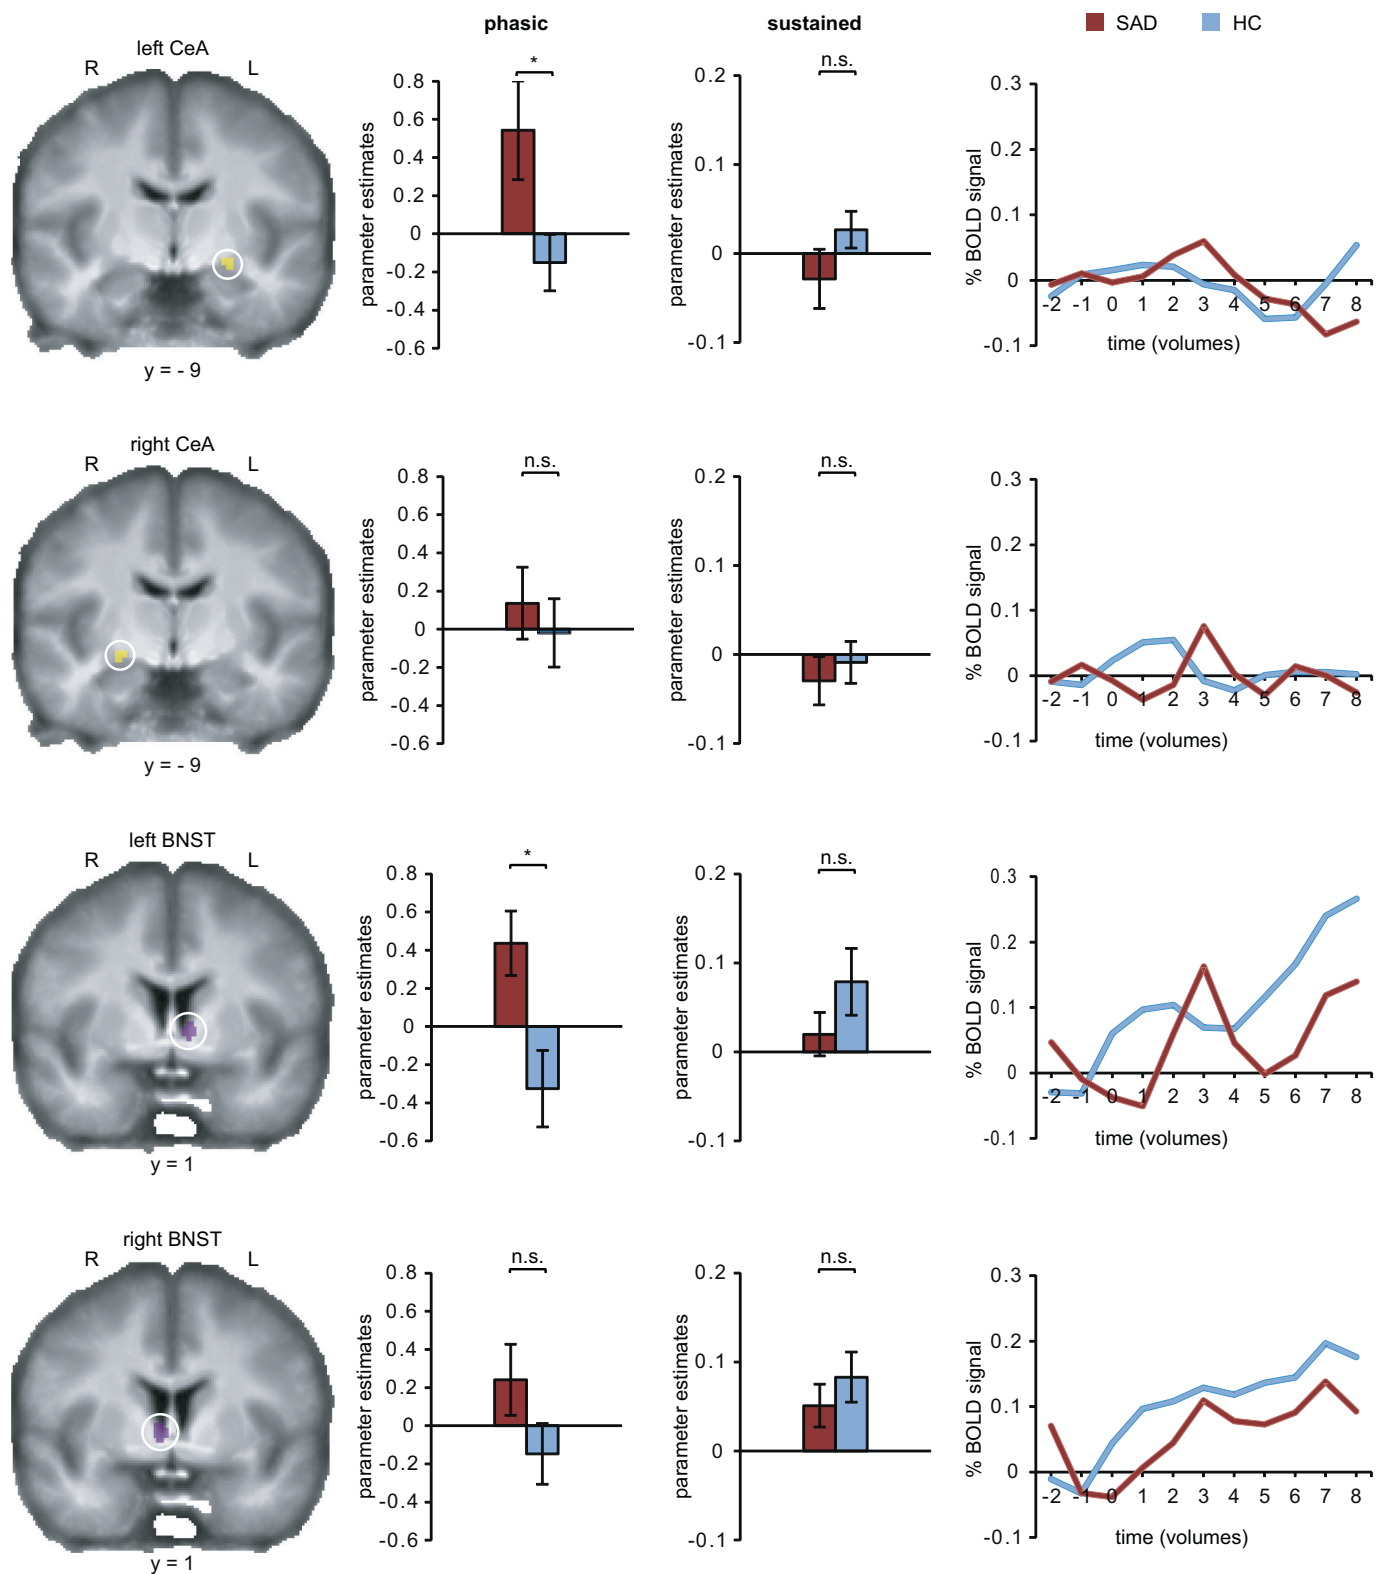 phasic
sustained
SAD
HC
left CeA
R
L
y = - 9
parameter estimates
0.8
0.6
0.4
0.2
0
-0.2
-0.4
-0.6
*
parameter estimates
0.2
0.1
0
-0.1
n.s.
% BOLD signal
0.3
0.2
0.1
0
-0.1
-2 -1 0 1 2 3 4 5 6 7 8
time (volumes)
right CeA
R
L
y = - 9
parameter estimates
0.8
0.6
0.4
0.2
0
-0.2
-0.4
-0.6
n.s.
parameter estimates
0.2
0.1
0
-0.1
n.s.
% BOLD signal
0.3
0.2
0.1
0
-0.1
-2 -1 0 1 2 3 4 5 6 7 8
time (volumes)
left BNST
R
L
y = 1
parameter estimates
0.8
0.6
0.4
0.2
0
-0.2
-0.4
-0.6
*
parameter estimates
0.2
0.1
0
-0.1
n.s.
% BOLD signal
0.3
0.2
0.1
0
-0.1
-2 -1 0 1 2 3 4 5 6 7 8
time (volumes)
right BNST
R
L
y = 1
parameter estimates
0.8
0.6
0.4
0.2
0
-0.2
-0.4
-0.6
n.s.
parameter estimates
0.2
0.1
0
-0.1
n.s.
% BOLD signal
0.3
0.2
0.1
0
-0.1
-2 -1 0 1 2 3 4 5 6 7 8
time (volumes)